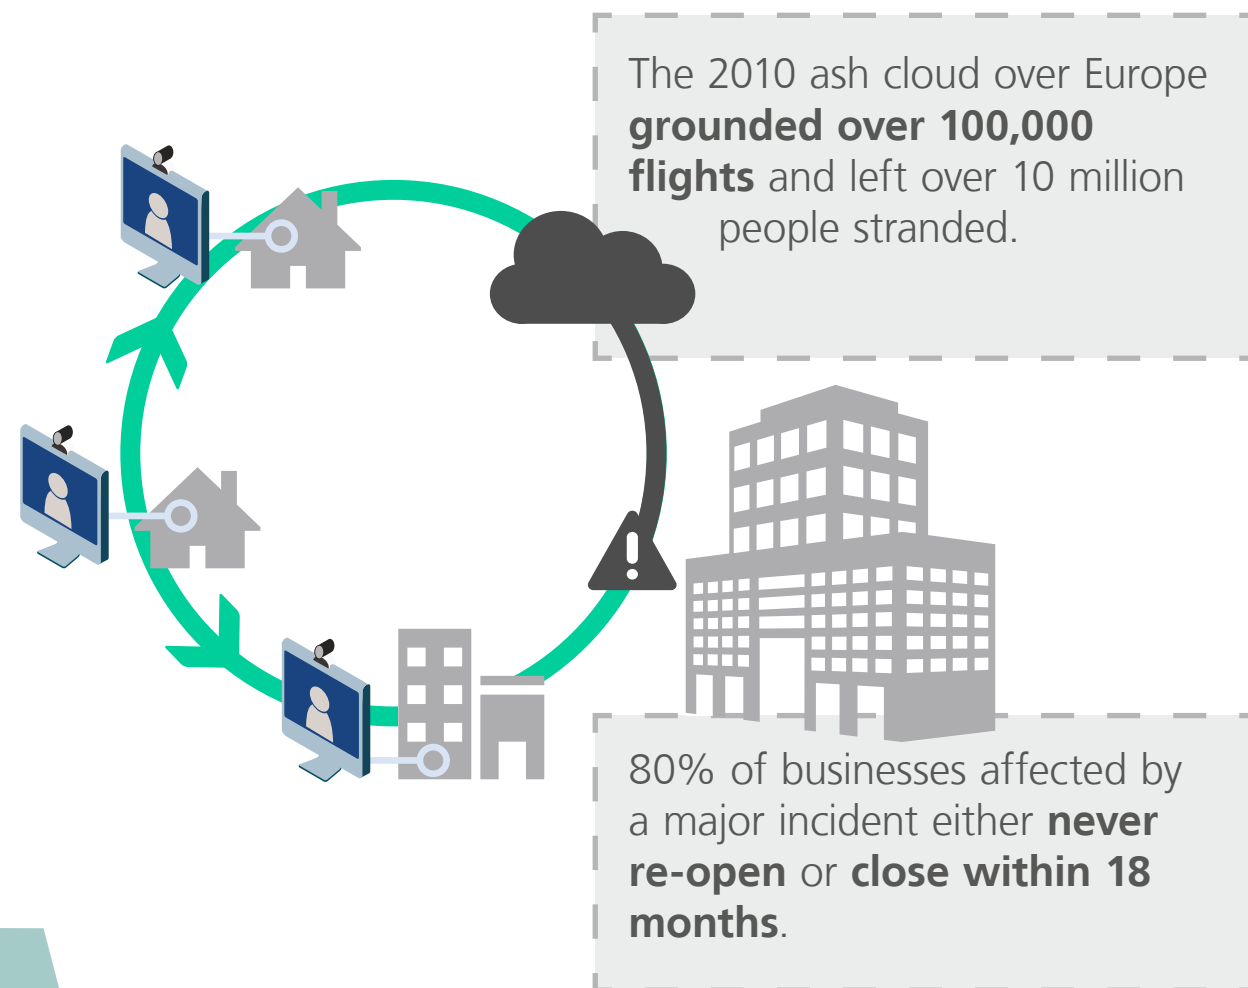 The 2010 ash cloud over Europe
grounded over 100,000
flights and left over 10 million
people stranded.
80% of businesses affected by
a major incident either never
re-open or close within 18
months.